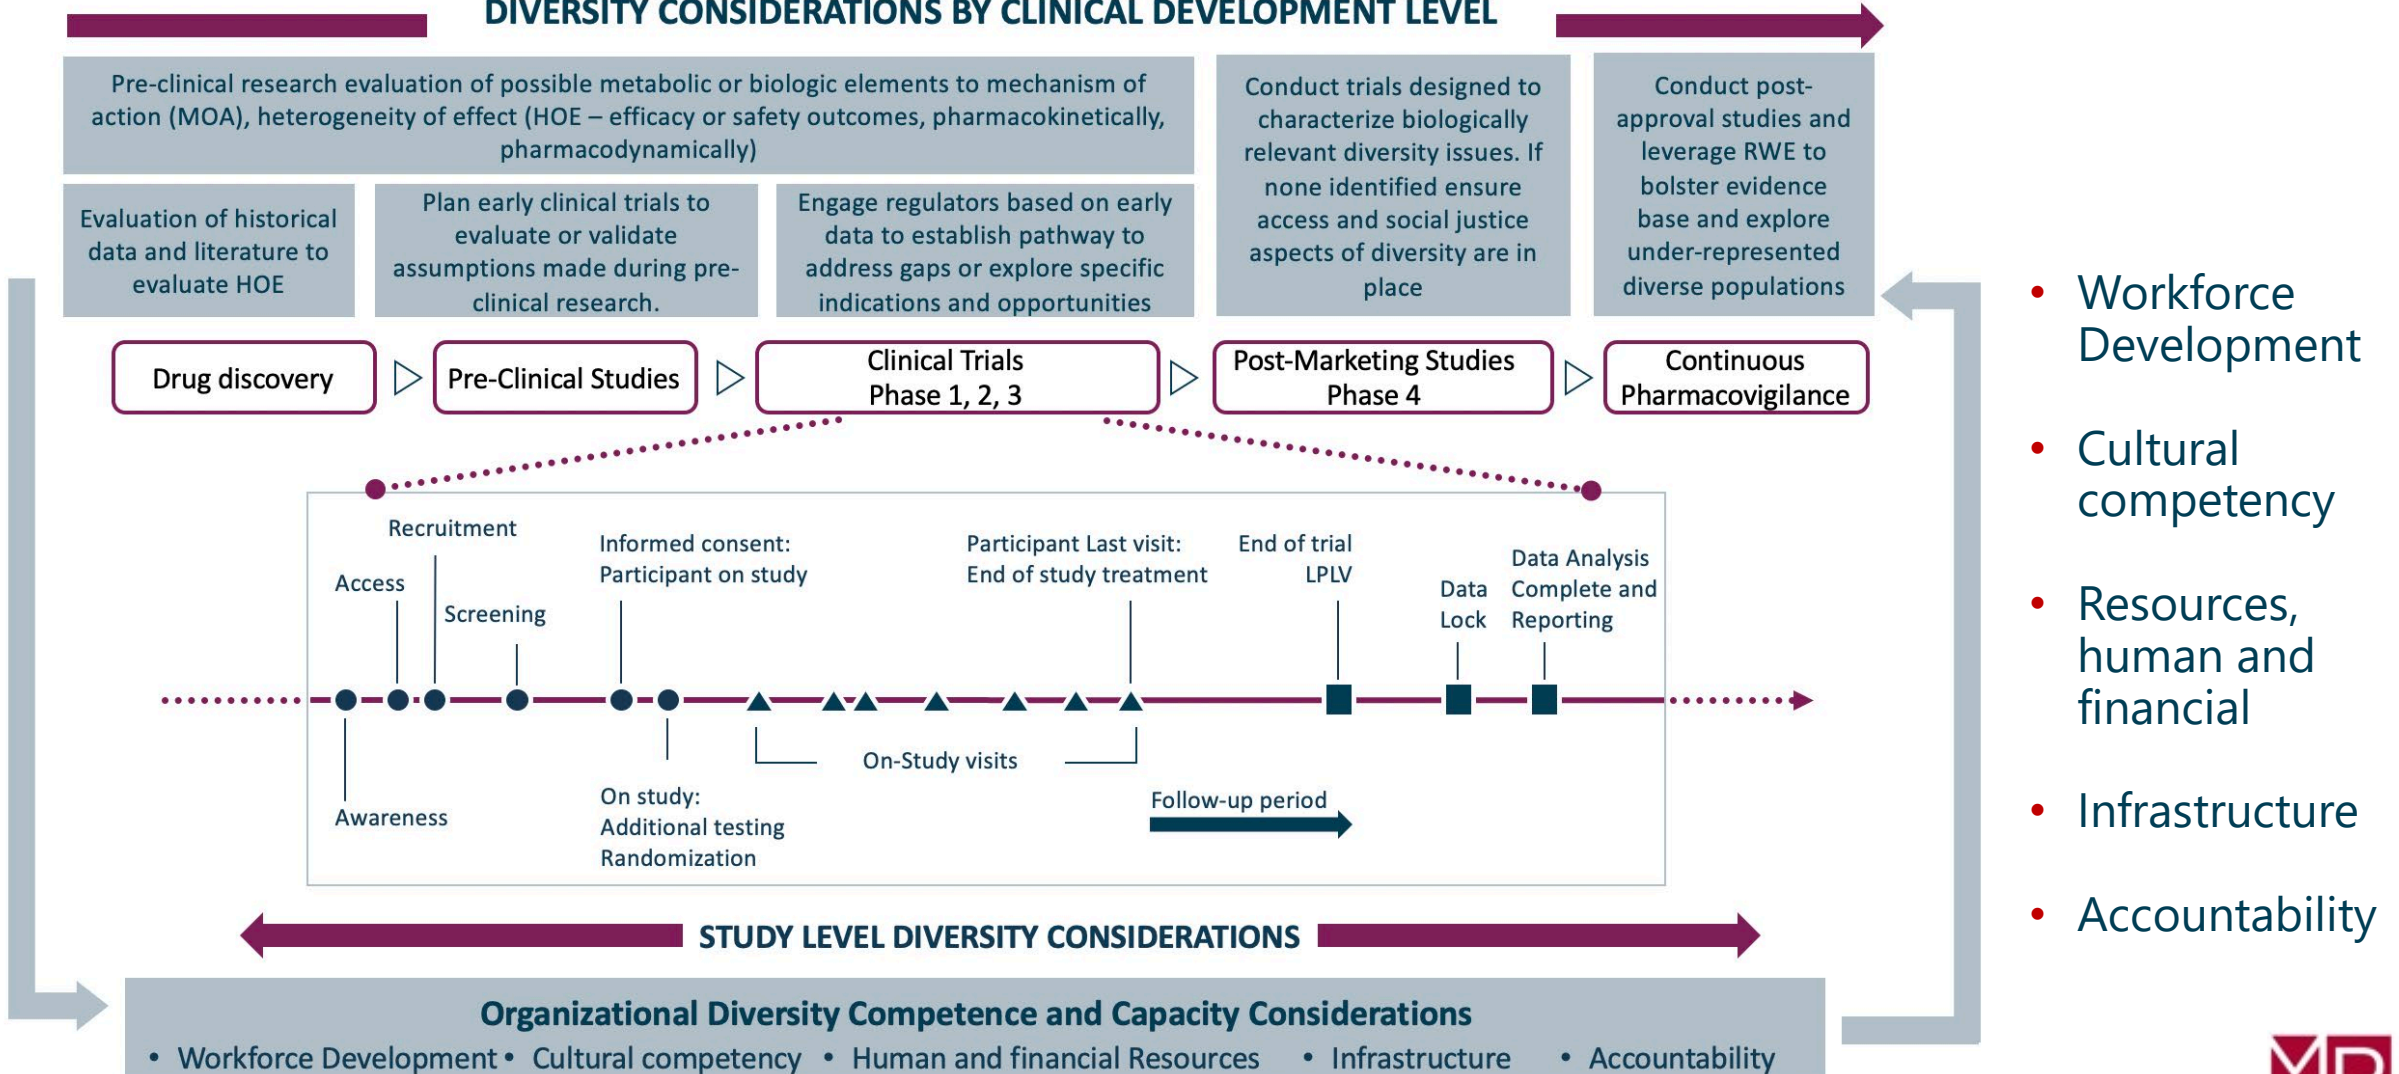 DIVERSITY CONSIDERATIONS BY CLINICAL DEVELOPMENT LEVEL
Pre-clinical research evaluation of possible metabolic or biologic elements to mechanism of
action (MOA), heterogeneity of effect (HOE – efficacy or safety outcomes, pharmacokinetically,
pharmacodynamically)
Evaluation of historical
data and literature to
evaluate HOE
Plan early clinical trials to
evaluate or validate
assumptions made during pre-
clinical research.
Engage regulators based on early
data to establish pathway to
address gaps or explore specific
indications and opportunities
Conduct trials designed to
characterize biologically
relevant diversity issues. If
none identified ensure
access and social justice
aspects of diversity are in
place
Conduct post-
approval studies and
leverage RWE to
bolster evidence
base and explore
under-represented
diverse populations
Drug discovery
Pre-Clinical Studies
Clinical Trials
Phase 1, 2, 3
Post-Marketing Studies
Phase 4
Continuous
Pharmacovigilance
Recruitment
Access
Screening
Informed consent:
Participant on study
Participant Last visit:
End of study treatment
End of trial
LPLV
Data
Lock
Data Analysis
Complete and
Reporting
Awareness
On study:
Additional testing
Randomization
On-Study visits
Follow-up period
STUDY LEVEL DIVERSITY CONSIDERATIONS
Organizational Diversity Competence and Capacity Considerations
• Workforce Development • Cultural competency • Human and financial Resources • Infrastructure • Accountability
• Workforce
Development
• Cultural
competency
• Resources,
human and
financial
• Infrastructure
• Accountability